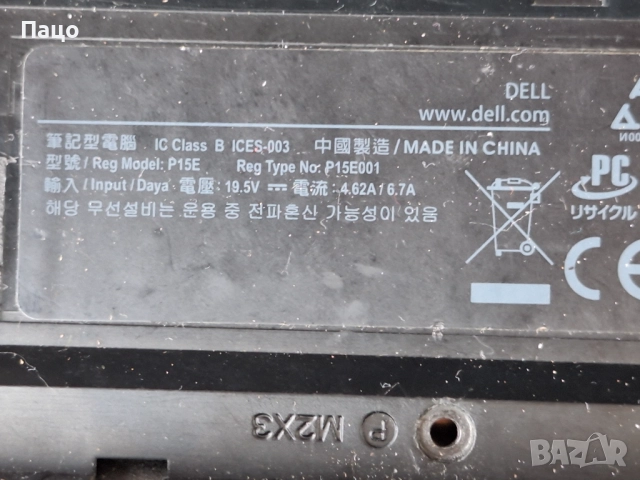 Пацо
DELL
www.dell.com
筆記型電腦 IC Class B ICES-003 中國製造/MADE IN CHINA
型號/Reg Model: P15E Reg Type No: P15E001
輸入/Input/Daya: 電壓: 19.5V ⎓ 電流: 4.62A/6.7A
해당 무선설비는 운용 중 전파혼신 가능성이 있음
PC
リサイクル
CE
M2X3 P
BAZAR